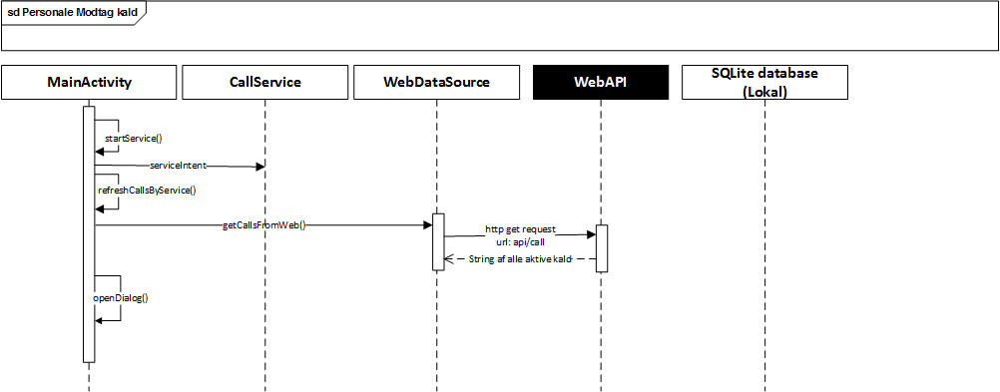 sd Personale Modtag kald
MainActivity
CallService
WebDataSource
WebAPI
SQLite database
(Lokal)
startService()
serviceIntent
refreshCallsByService()
getCallsFromWeb()
http get request
url: api/call
String af alle aktive kald
openDialog()